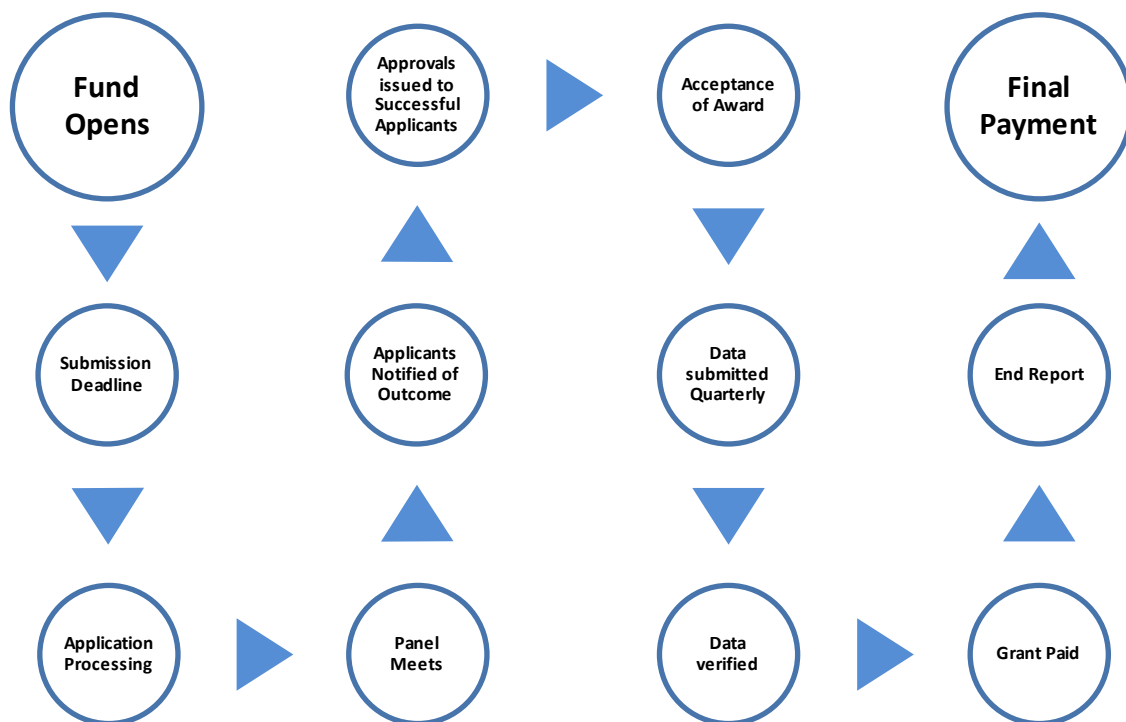 Fund
Opens
Submission
Deadline
Application
Processing
Panel
Meets
Applicants
Notified of
Outcome
Approvals
issued to
Successful
Applicants
Acceptance
of Award
Data
submitted
Quarterly
Data
verified
Grant Paid
End Report
Final
Payment